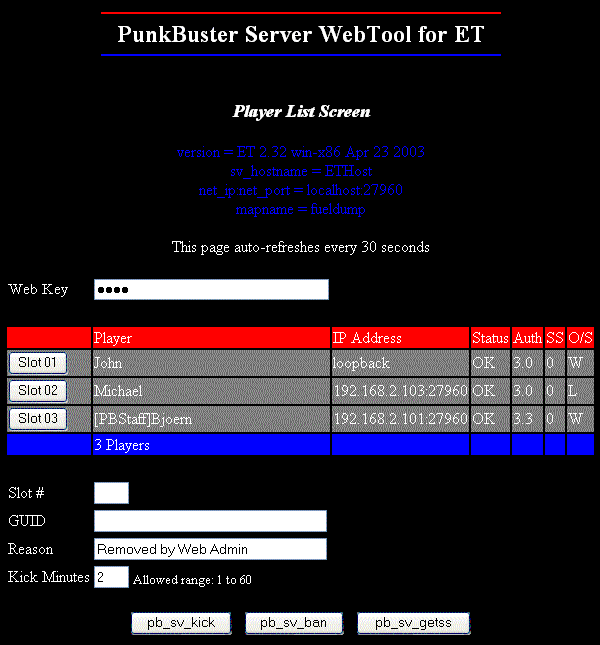 PunkBuster Server WebTool for ET
Player List Screen
version = ET 2.32 win-x86 Apr 23 2003
sv_hostname = ETHost
net_ip:net_port = localhost:27960
mapname = fueldump
This page auto-refreshes every 30 seconds
Web Key ●●●●
Player IP Address Status Auth SS O/S
Slot 01 John loopback OK 3.0 0 W
Slot 02 Michael 192.168.2.103:27960 OK 3.0 0 L
Slot 03 [PBStaff]Bjoern 192.168.2.101:27960 OK 3.3 0 W
3 Players
Slot #
GUID
Reason Removed by Web Admin
Kick Minutes 2 Allowed range: 1 to 60
pb_sv_kick pb_sv_ban pb_sv_getss